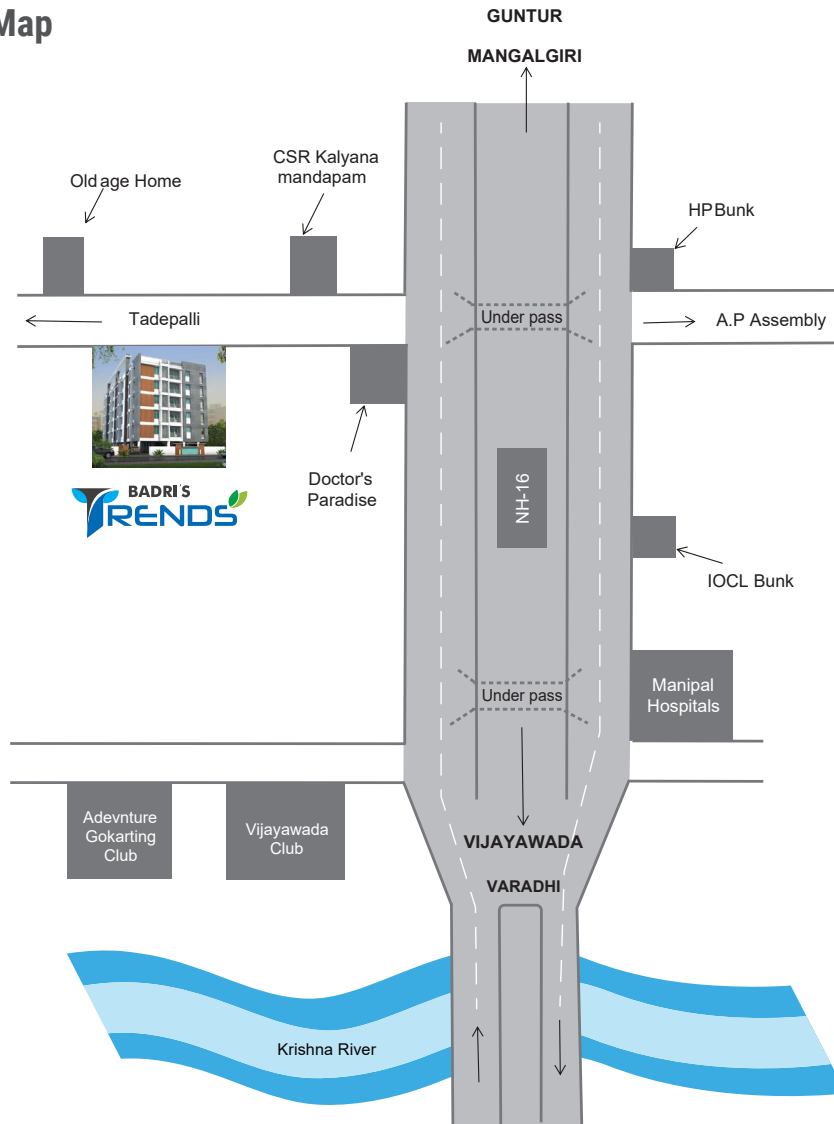 Map
GUNTUR
MANGALGIRI
CSR Kalyana
mandapam
Old age Home
HP Bunk
Tadepalli
Under pass
A.P Assembly
BADRI'S
TRENDS
Doctor's
Paradise
NH-16
IOCL Bunk
Under pass
Manipal
Hospitals
Adevnture
Gokarting
Club
Vijayawada
Club
VIJAYAWADA
VARADHI
Krishna River